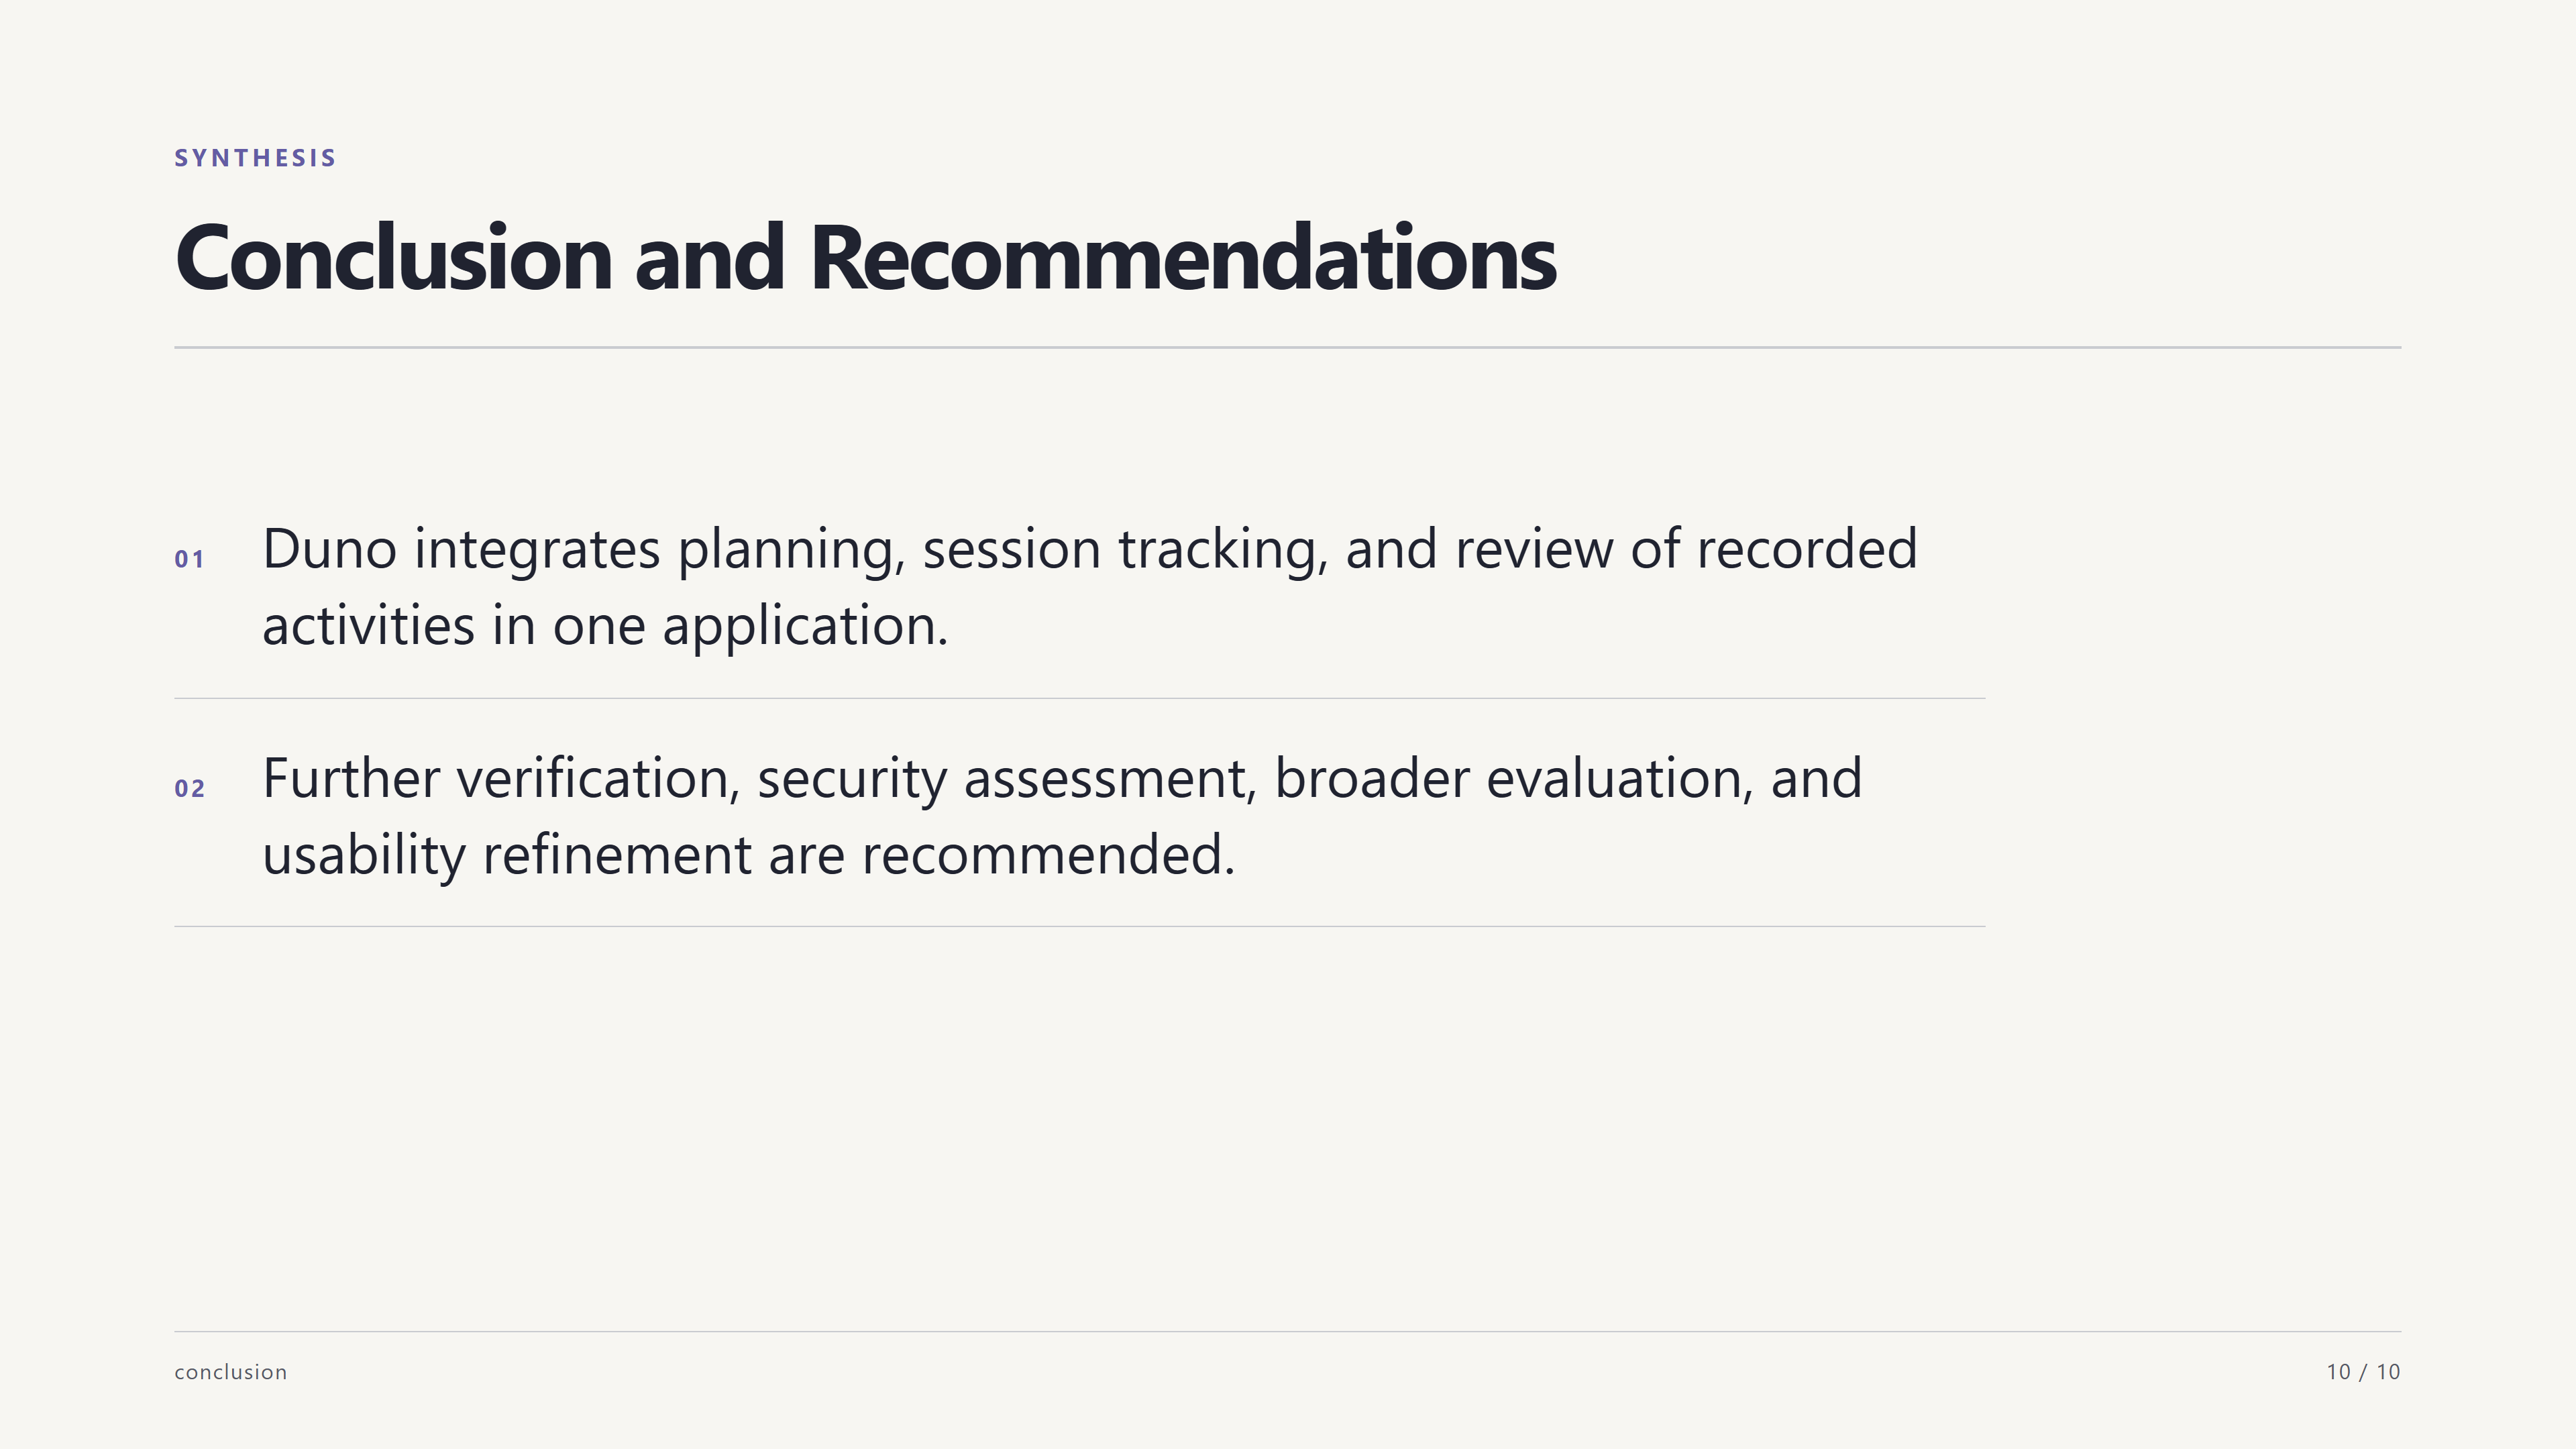 SYNTHESIS
Conclusion and Recommendations
01 Duno integrates planning, session tracking, and review of recorded
activities in one application.
02 Further verification, security assessment, broader evaluation, and
usability refinement are recommended.
conclusion
10 / 10